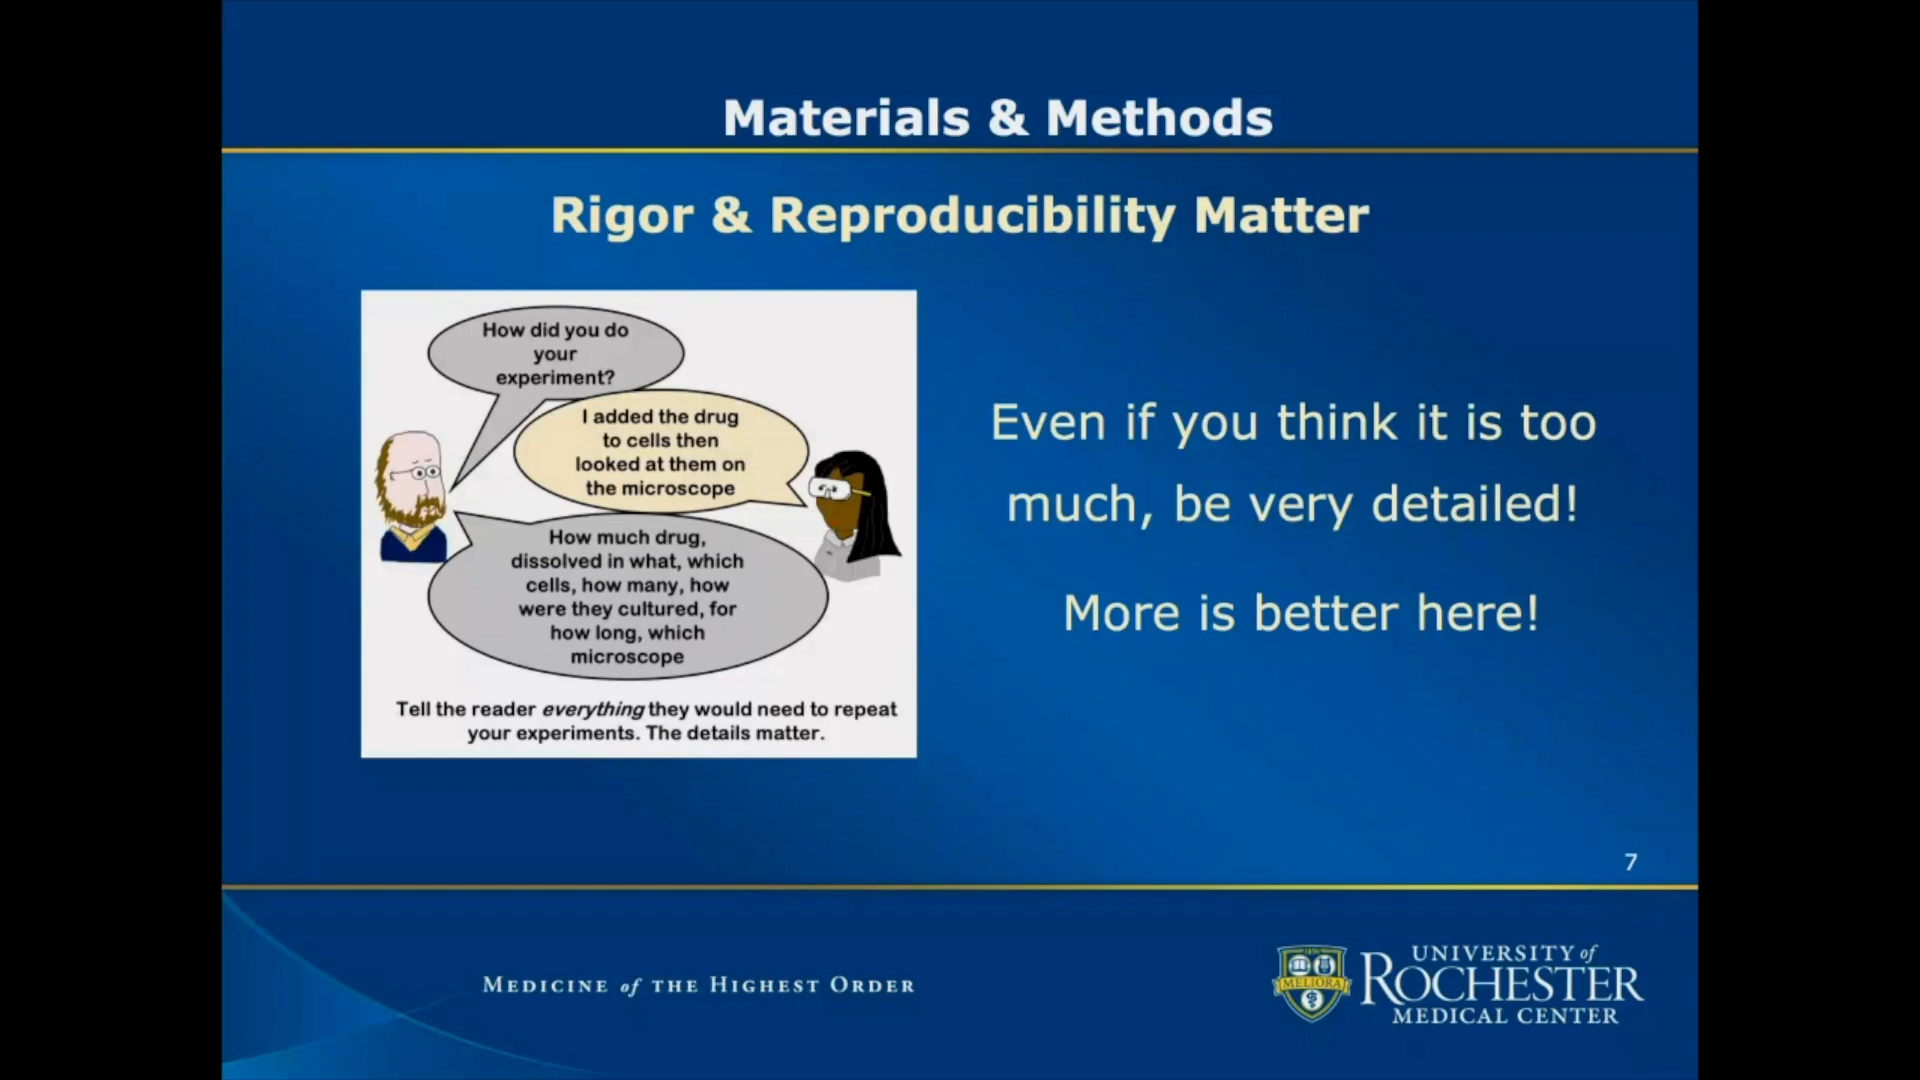 Materials & Methods
Rigor & Reproducibility Matter
How did you do
your
experiment?
I added the drug
to cells then
looked at them on
the microscope
How much drug,
dissolved in what, which
cells, how many, how
were they cultured, for
how long, which
microscope
Tell the reader everything they would need to repeat
your experiments. The details matter.
Even if you think it is too
much, be very detailed!
More is better here!
7
MEDICINE of THE HIGHEST ORDER
MELIORA
UNIVERSITY of
ROCHESTER
MEDICAL CENTER